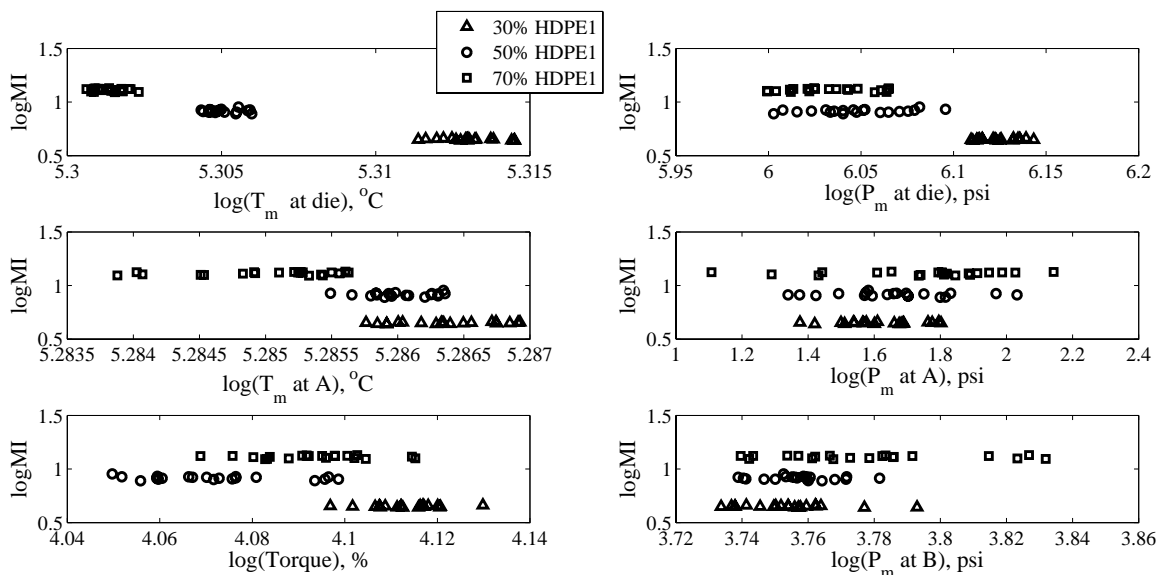 30% HDPE1
50% HDPE1
70% HDPE1
1.5
1
0.5
logMI
5.3 5.305 5.31 5.315
log(T_m at die), °C
1.5
1
0.5
logMI
5.95 6 6.05 6.1 6.15 6.2
log(P_m at die), psi
1.5
1
0.5
logMI
5.2835 5.284 5.2845 5.285 5.2855 5.286 5.2865 5.287
log(T_m at A), °C
1.5
1
0.5
logMI
1 1.2 1.4 1.6 1.8 2 2.2 2.4
log(P_m at A), psi
1.5
1
0.5
logMI
4.04 4.06 4.08 4.1 4.12 4.14
log(Torque), %
1.5
1
0.5
logMI
3.72 3.74 3.76 3.78 3.8 3.82 3.84 3.86
log(P_m at B), psi